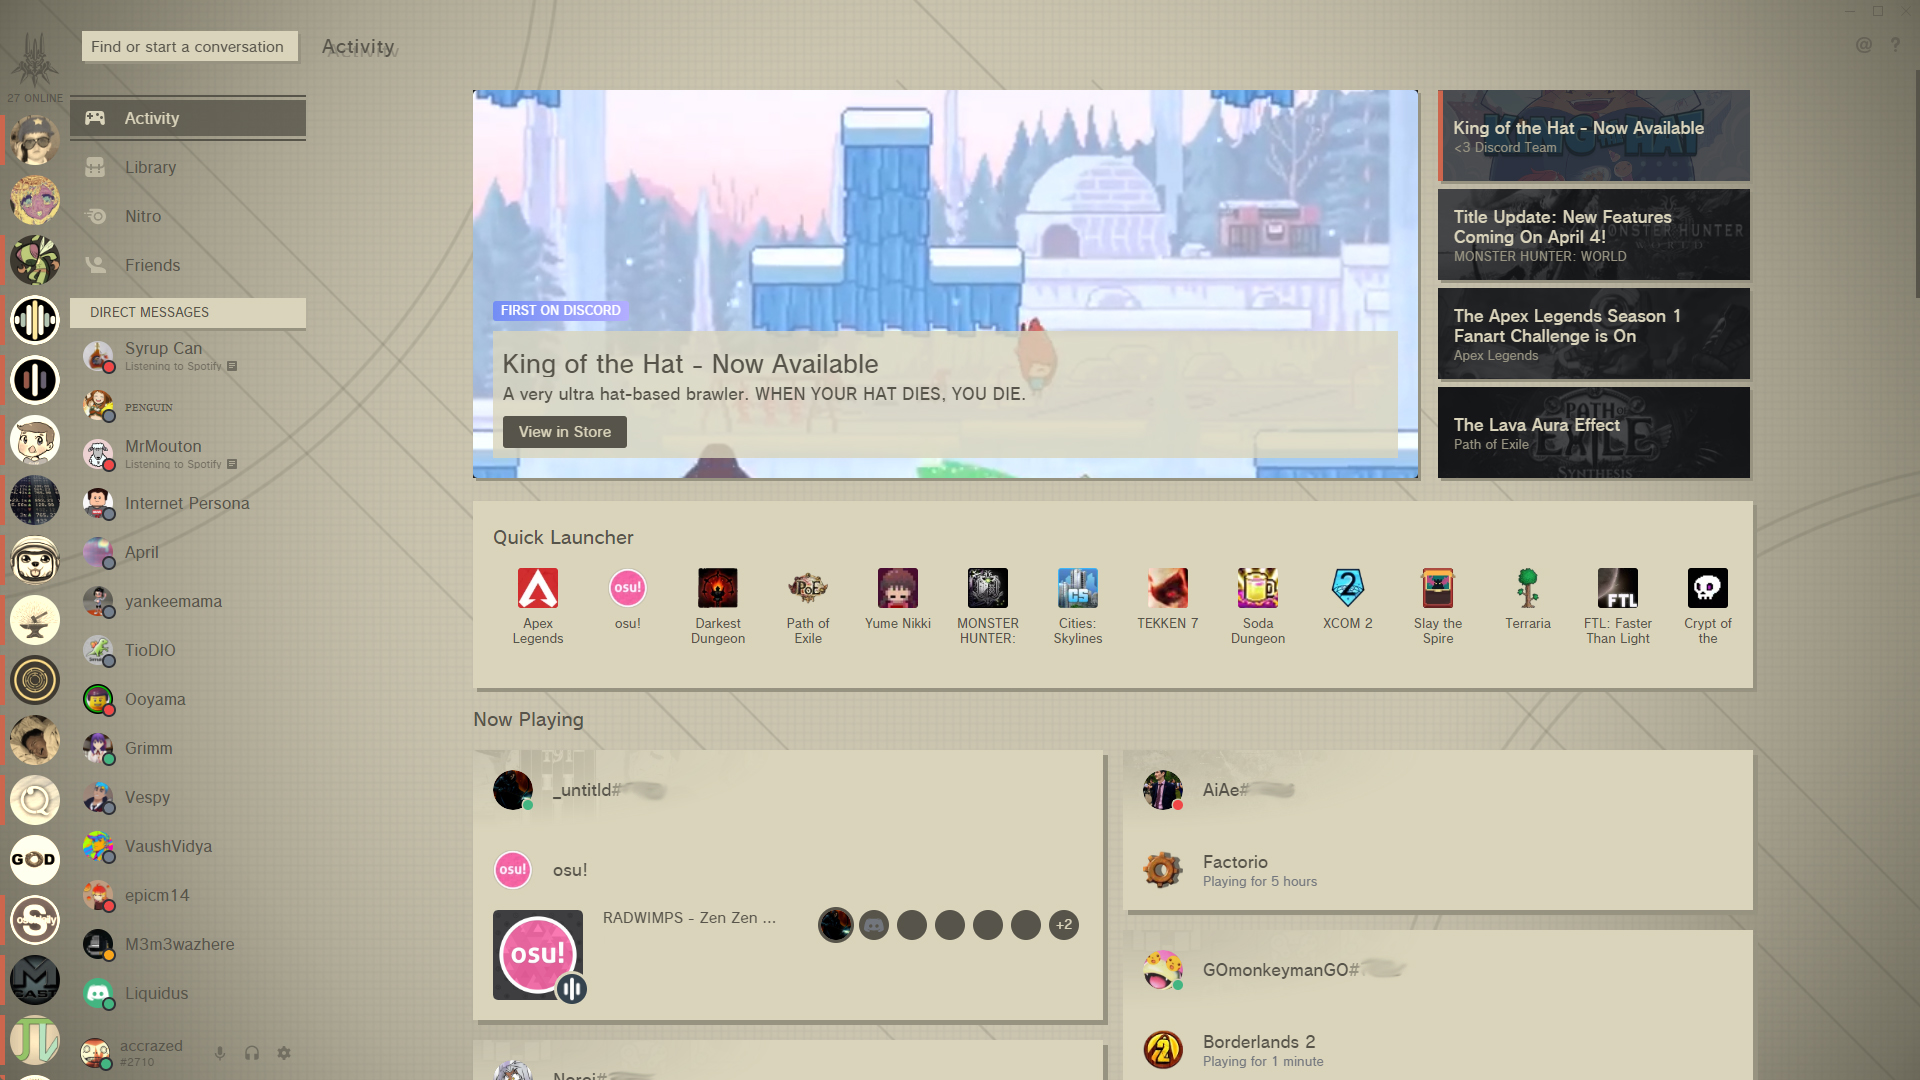 Find or start a conversation
Activity
27 ONLINE
Activity
Library
Nitro
Friends
DIRECT MESSAGES
Syrup Can
Listening to Spotify
PENGUIN
MrMouton
Listening to Spotify
Internet Persona
April
yankeemama
TioDIO
Ooyama
Grimm
Vespy
VaushVidya
epicm14
M3m3wazhere
Liquidus
accrazed
#2710
GOD
FIRST ON DISCORD
King of the Hat - Now Available
A very ultra hat-based brawler. WHEN YOUR HAT DIES, YOU DIE.
View in Store
King of the Hat - Now Available
<3 Discord Team
Title Update: New Features
Coming On April 4!
MONSTER HUNTER: WORLD
The Apex Legends Season 1
Fanart Challenge is On
Apex Legends
The Lava Aura Effect
Path of Exile
Quick Launcher
Apex
Legends
osu!
osu!
Darkest
Dungeon
Path of
Exile
Yume Nikki
MONSTER
HUNTER:
CS
Cities:
Skylines
TEKKEN 7
Soda
Dungeon
2
XCOM 2
Slay the
Spire
Terraria
FTL
FTL: Faster
Than Light
Crypt of
the
Now Playing
_untitld#
osu!
osu!
osu!
RADWIMPS - Zen Zen ...
+2
AiAe#
Factorio
Playing for 5 hours
GOmonkeymanGO#
2
Borderlands 2
Playing for 1 minute